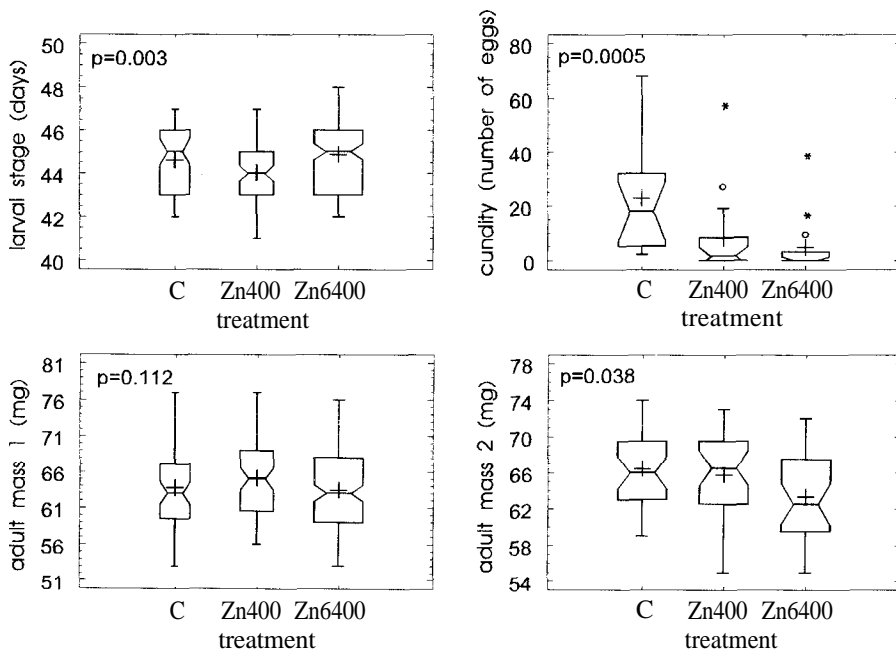 larval stage (days)
50
48
46
44
42
40
p=0.003
C Zn400 Zn6400
treatment
cundity (number of eggs)
80
60
40
20
0
p=0.0005
C Zn400 Zn6400
treatment
adult mass 1 (mg)
81
76
71
66
61
56
51
p=0.112
C Zn400 Zn6400
treatment
adult mass 2 (mg)
78
74
70
66
62
58
54
p=0.038
C Zn400 Zn6400
treatment